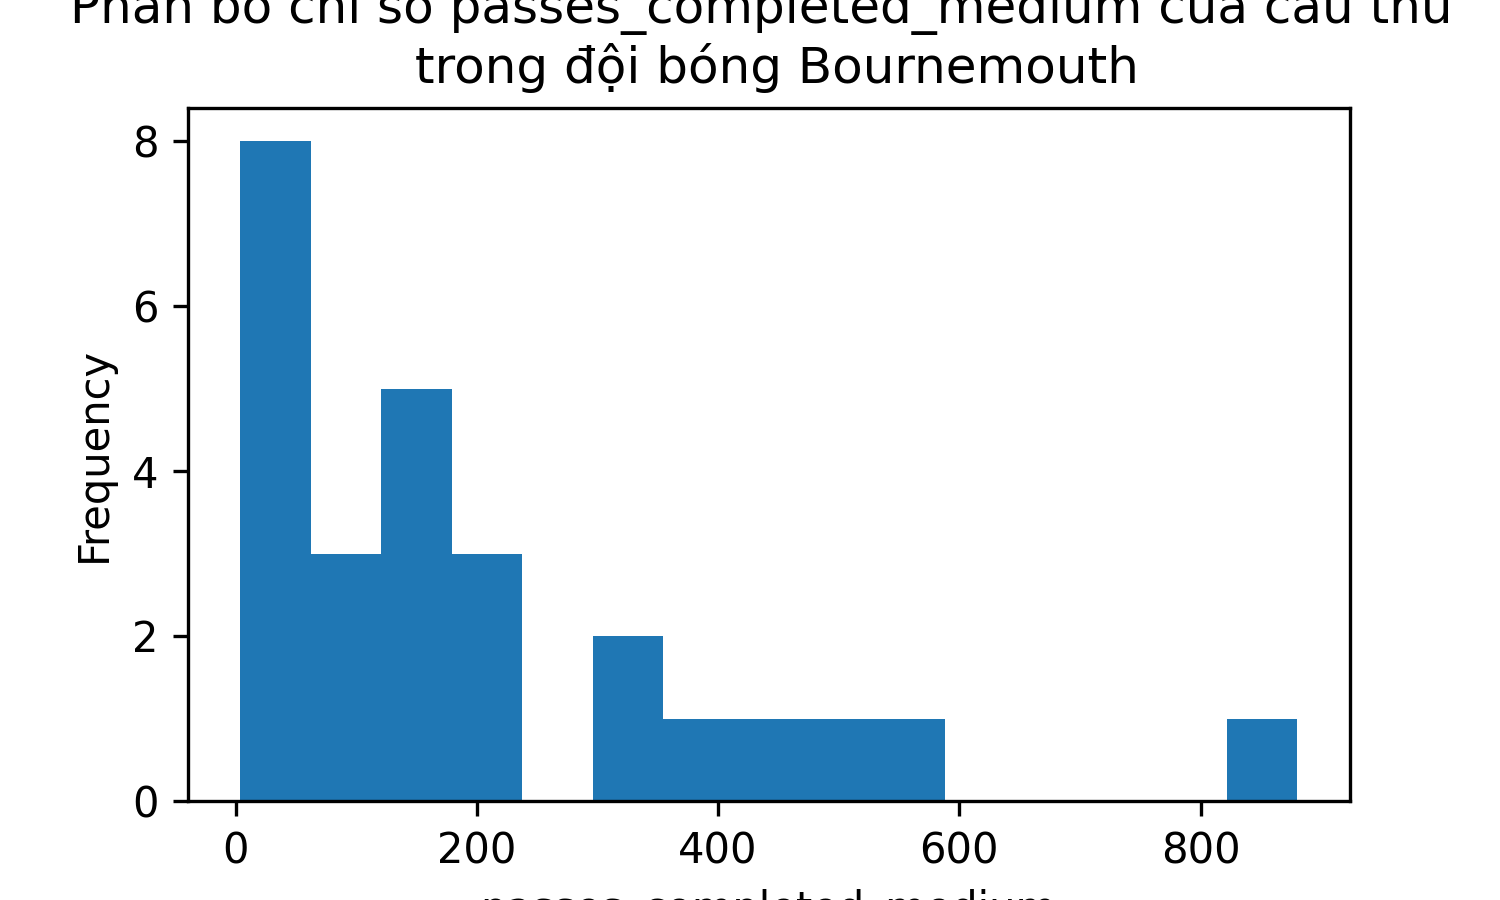 Phân bố chỉ số passes_completed_medium của cầu thủ
trong đội bóng Bournemouth
8
6
4
2
0
Frequency
0 200 400 600 800
passes_completed_medium